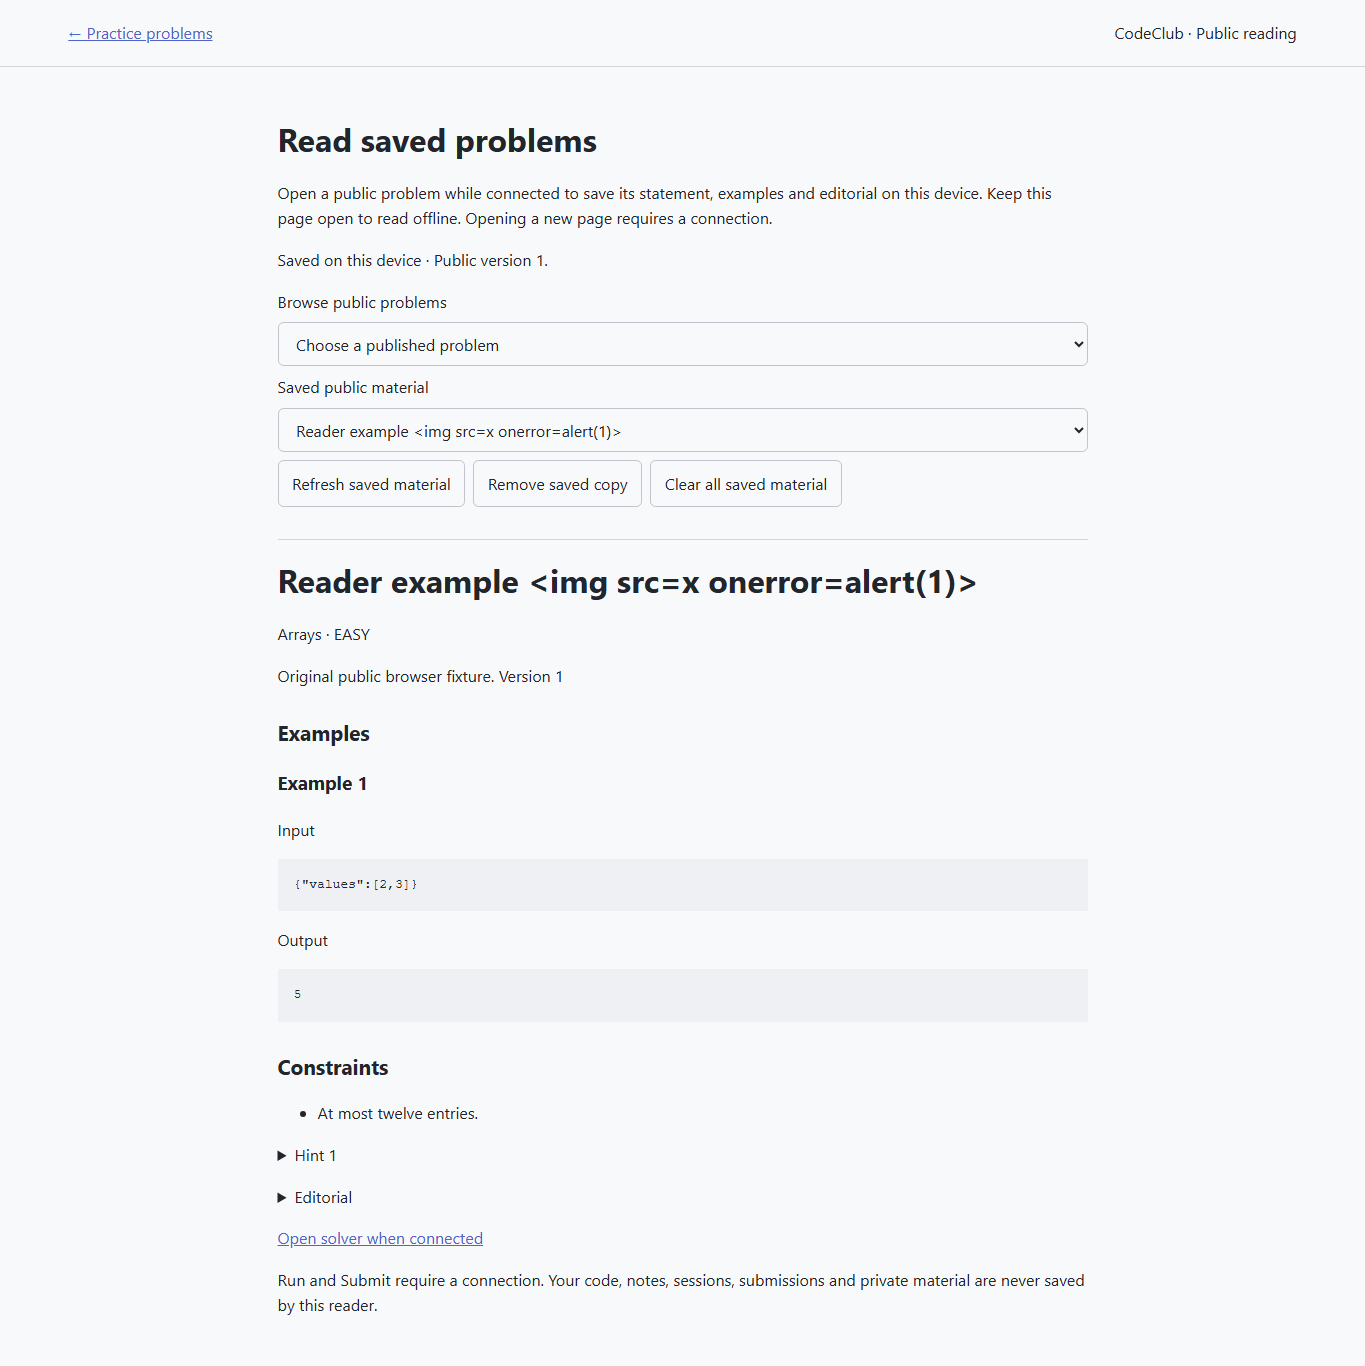 ← Practice problems
CodeClub · Public reading
Read saved problems
Open a public problem while connected to save its statement, examples and editorial on this device. Keep this
page open to read offline. Opening a new page requires a connection.
Saved on this device · Public version 1.
Browse public problems
Choose a published problem
Saved public material
Reader example <img src=x onerror=alert(1)>
Refresh saved material
Remove saved copy
Clear all saved material
Reader example <img src=x onerror=alert(1)>
Arrays · EASY
Original public browser fixture. Version 1
Examples
Example 1
Input
{"values":[2,3]}
Output
5
Constraints
• At most twelve entries.
▶ Hint 1
▶ Editorial
Open solver when connected
Run and Submit require a connection. Your code, notes, sessions, submissions and private material are never saved
by this reader.